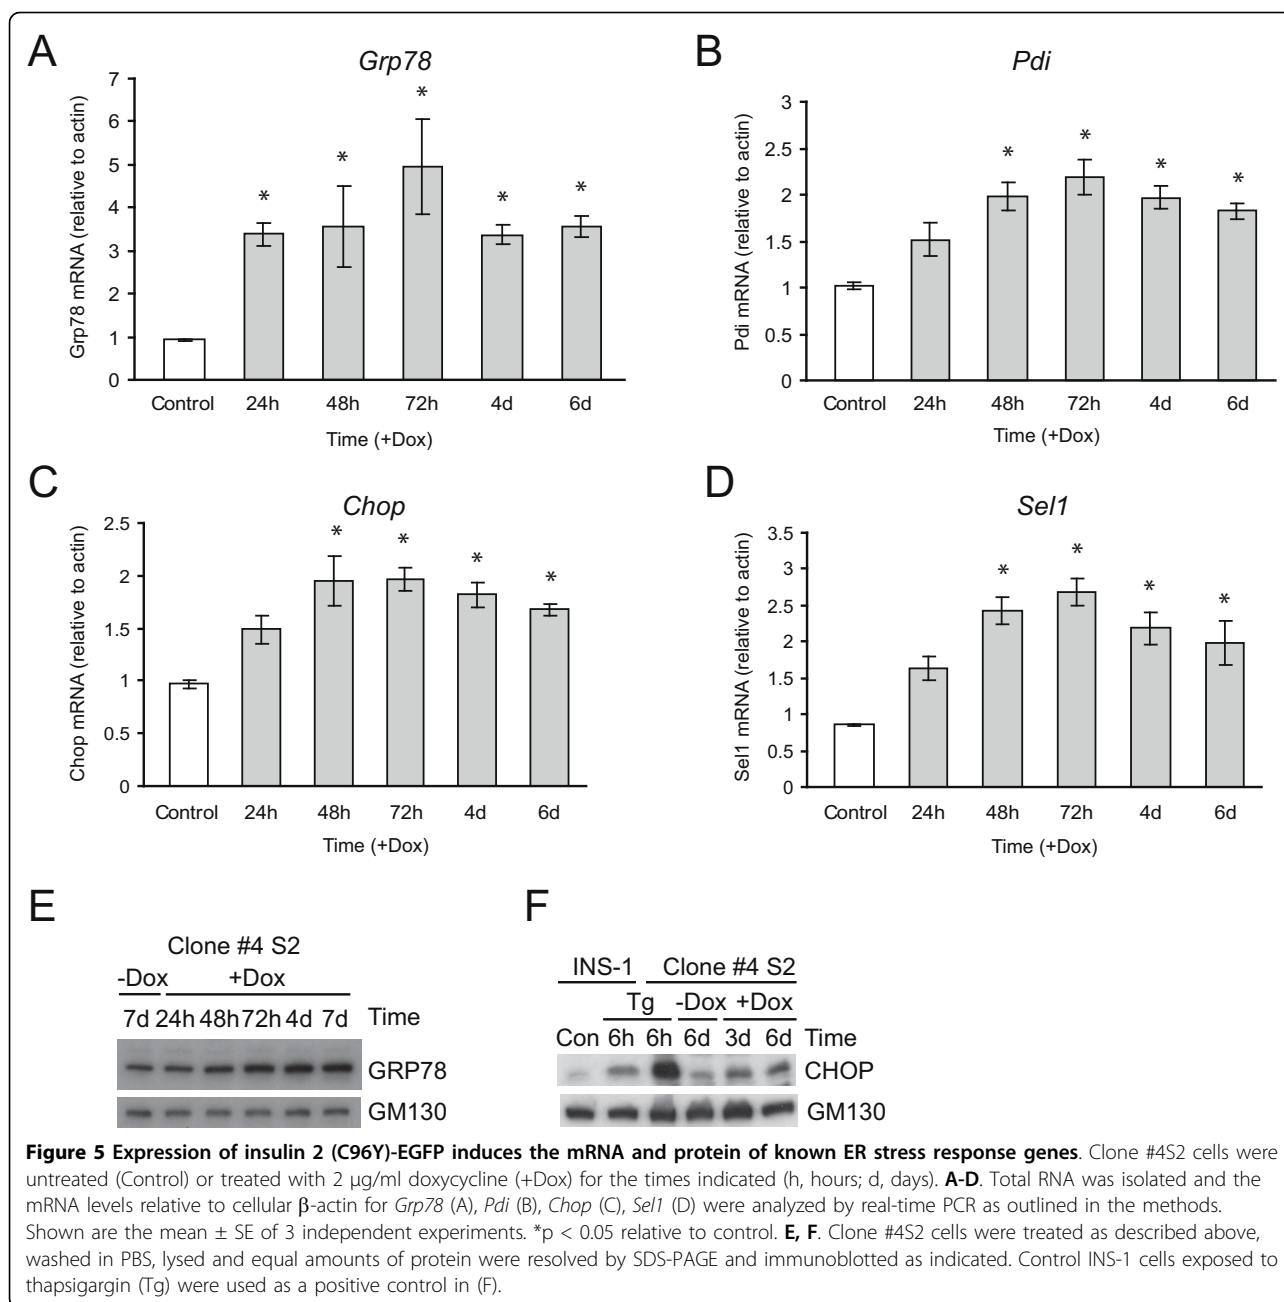 A
Grp78
Grp78 mRNA (relative to actin)
7
6
5
4
3
2
1
0
* * * * *
Control 24h 48h 72h 4d 6d
Time (+Dox)
B
Pdi
Pdi mRNA (relative to actin)
3
2.5
2
1.5
1
0.5
0
* * * *
Control 24h 48h 72h 4d 6d
Time (+Dox)
C
Chop
Chop mRNA (relative to actin)
2.5
2
1.5
1
0.5
0
* * * *
Control 24h 48h 72h 4d 6d
Time (+Dox)
D
Sel1
Sel1 mRNA (relative to actin)
3.5
3
2.5
2
1.5
1
0.5
0
* * * *
Control 24h 48h 72h 4d 6d
Time (+Dox)
E
Clone #4 S2
-Dox +Dox
7d 24h 48h 72h 4d 7d Time
GRP78
GM130
F
INS-1 Clone #4 S2
Tg -Dox +Dox
Con 6h 6h 6d 3d 6d Time
CHOP
GM130
Figure 5 Expression of insulin 2 (C96Y)-EGFP induces the mRNA and protein of known ER stress response genes. Clone #4S2 cells were
untreated (Control) or treated with 2 μg/ml doxycycline (+Dox) for the times indicated (h, hours; d, days). A-D. Total RNA was isolated and the
mRNA levels relative to cellular β-actin for Grp78 (A), Pdi (B), Chop (C), Sel1 (D) were analyzed by real-time PCR as outlined in the methods.
Shown are the mean ± SE of 3 independent experiments. *p < 0.05 relative to control. E, F. Clone #4S2 cells were treated as described above,
washed in PBS, lysed and equal amounts of protein were resolved by SDS-PAGE and immunoblotted as indicated. Control INS-1 cells exposed to
thapsigargin (Tg) were used as a positive control in (F).